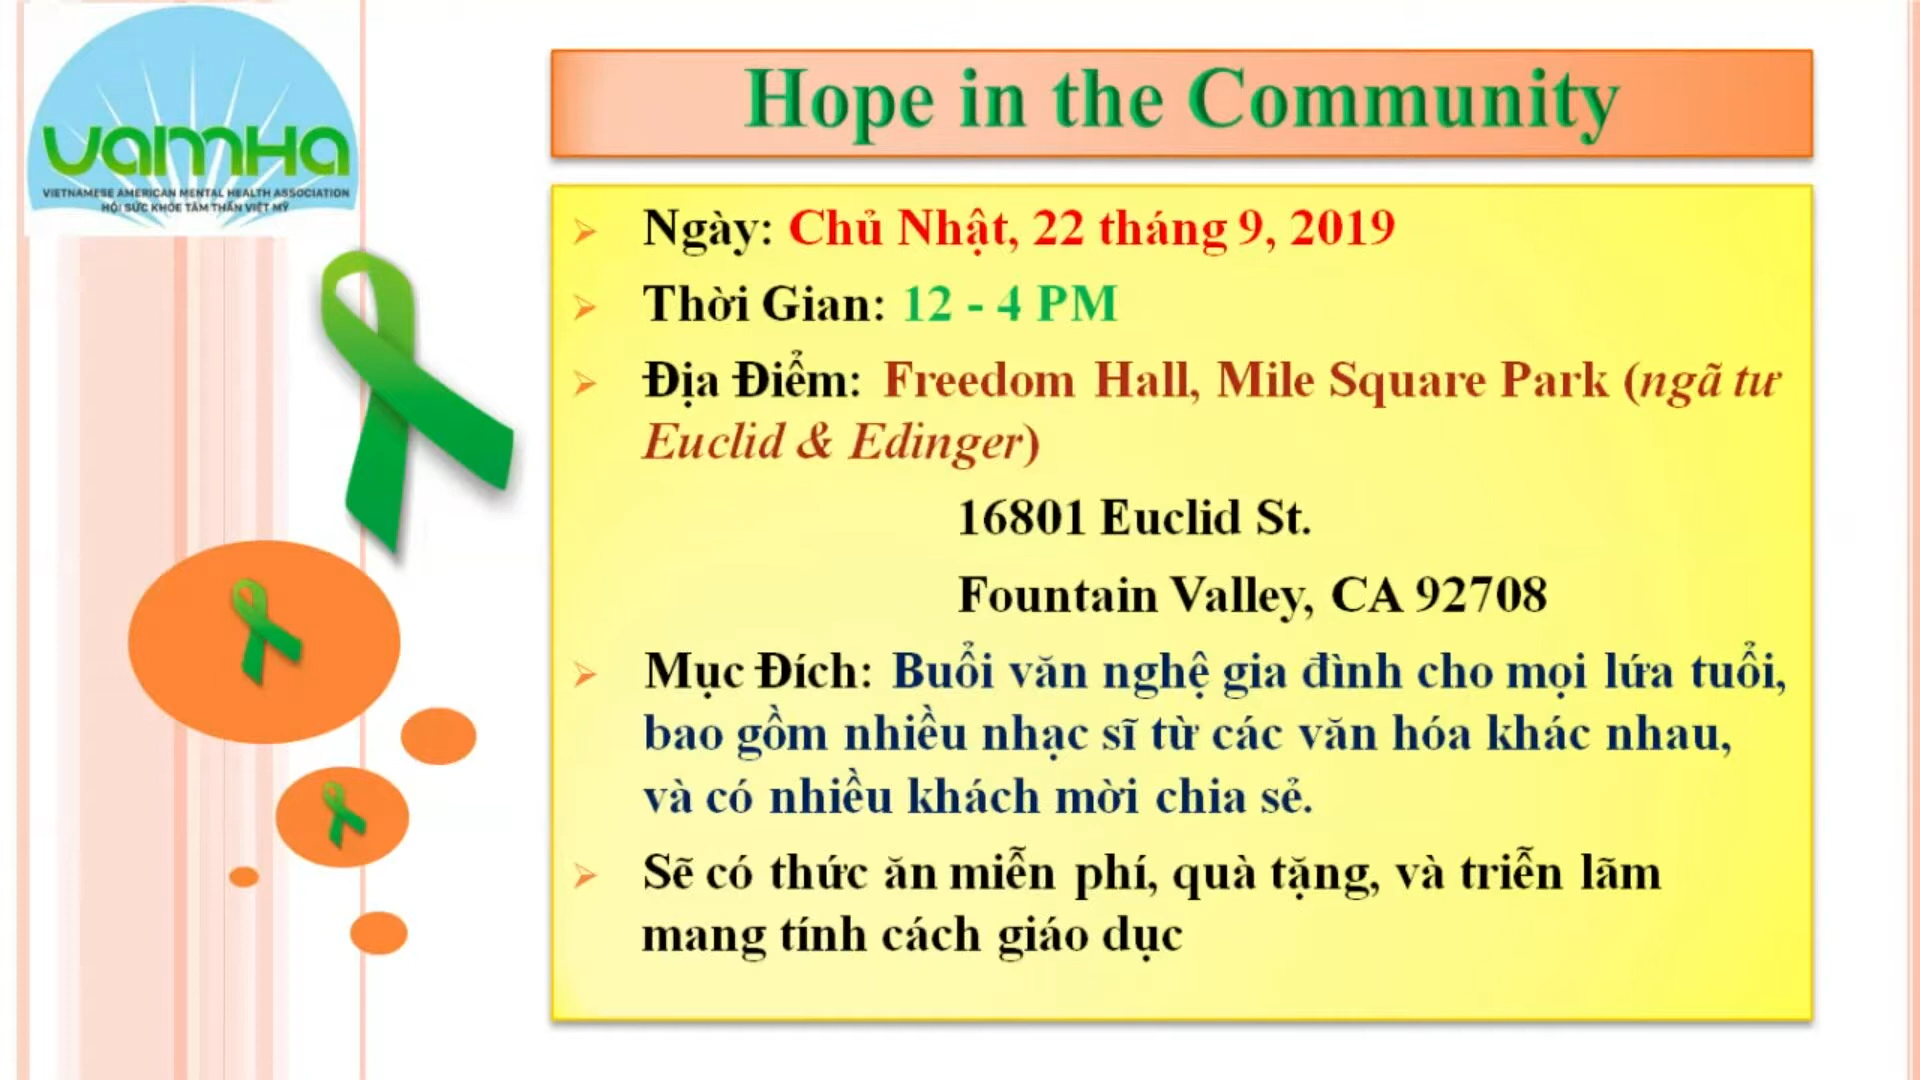 VAMHA
VIETNAMESE AMERICAN MENTAL HEALTH ASSOCIATION
HỘI SỨC KHỎE TÂM THẦN VIỆT MỸ
Hope in the Community
➢ Ngày: Chủ Nhật, 22 tháng 9, 2019
➢ Thời Gian: 12 - 4 PM
➢ Địa Điểm: Freedom Hall, Mile Square Park (ngã tư
Euclid & Edinger)
16801 Euclid St.
Fountain Valley, CA 92708
➢ Mục Đích: Buổi văn nghệ gia đình cho mọi lứa tuổi,
bao gồm nhiều nhạc sĩ từ các văn hóa khác nhau,
và có nhiều khách mời chia sẻ.
➢ Sẽ có thức ăn miễn phí, quà tặng, và triễn lãm
mang tính cách giáo dục